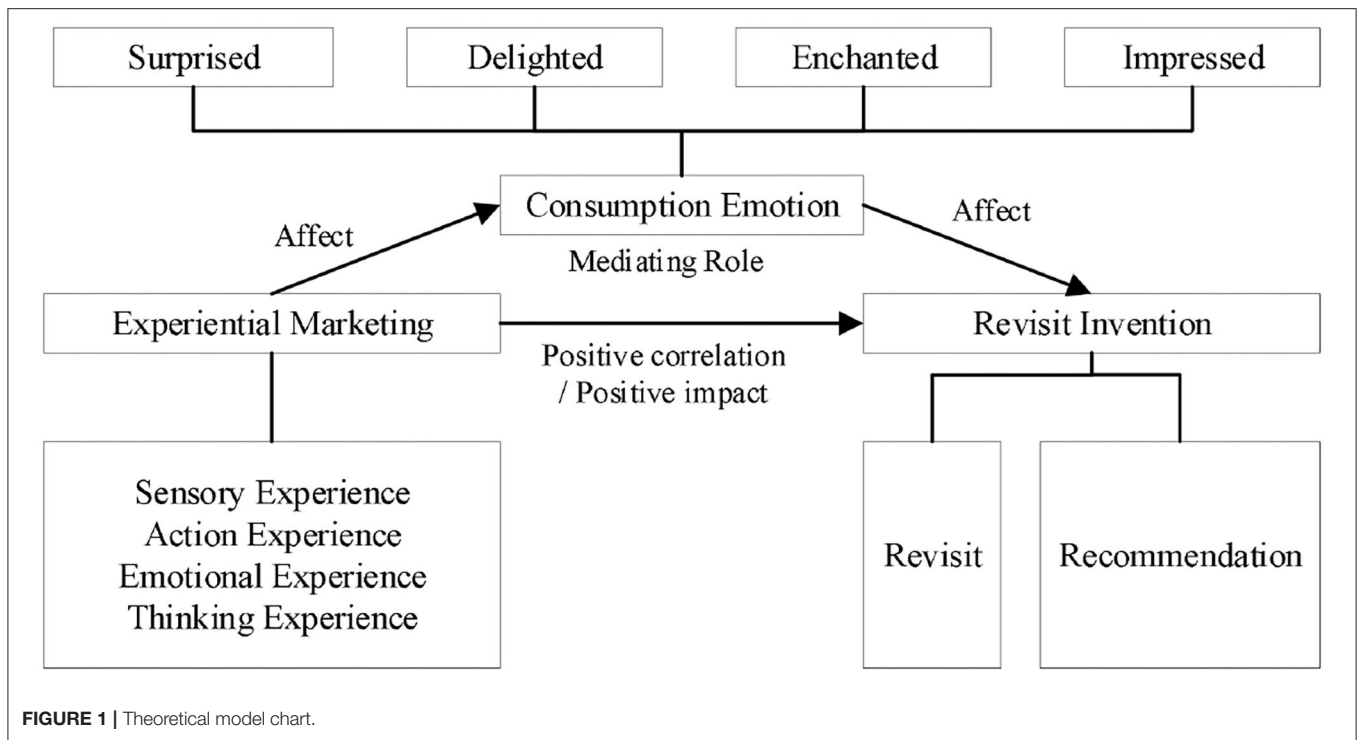 Surprised
Delighted
Enchanted
Impressed
Consumption Emotion
Affect
Affect
Mediating Role
Experiential Marketing
Revisit Invention
Positive correlation
/ Positive impact
Sensory Experience
Action Experience
Emotional Experience
Thinking Experience
Revisit
Recommendation
FIGURE 1 | Theoretical model chart.